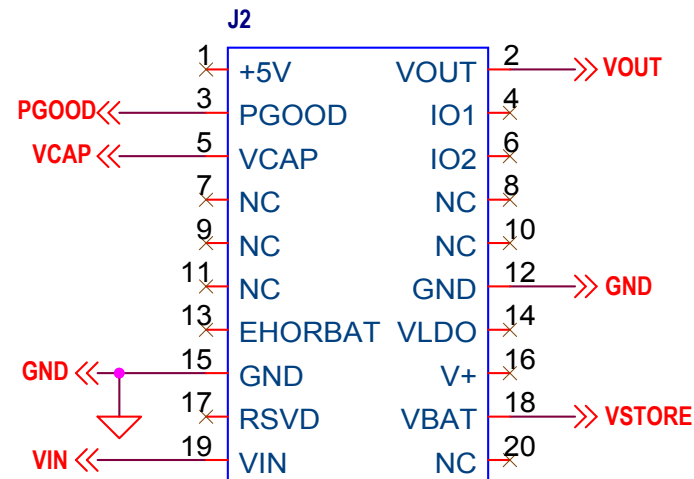 J2
1 +5V VOUT 2 VOUT
PGOOD 3 PGOOD IO1 4
VCAP 5 VCAP IO2 6
7 NC NC 8
9 NC NC 10
11 NC GND 12 GND
13 EHORBAT VLDO 14
GND 15 GND V+ 16
17 RSVD VBAT 18 VSTORE
VIN 19 VIN NC 20